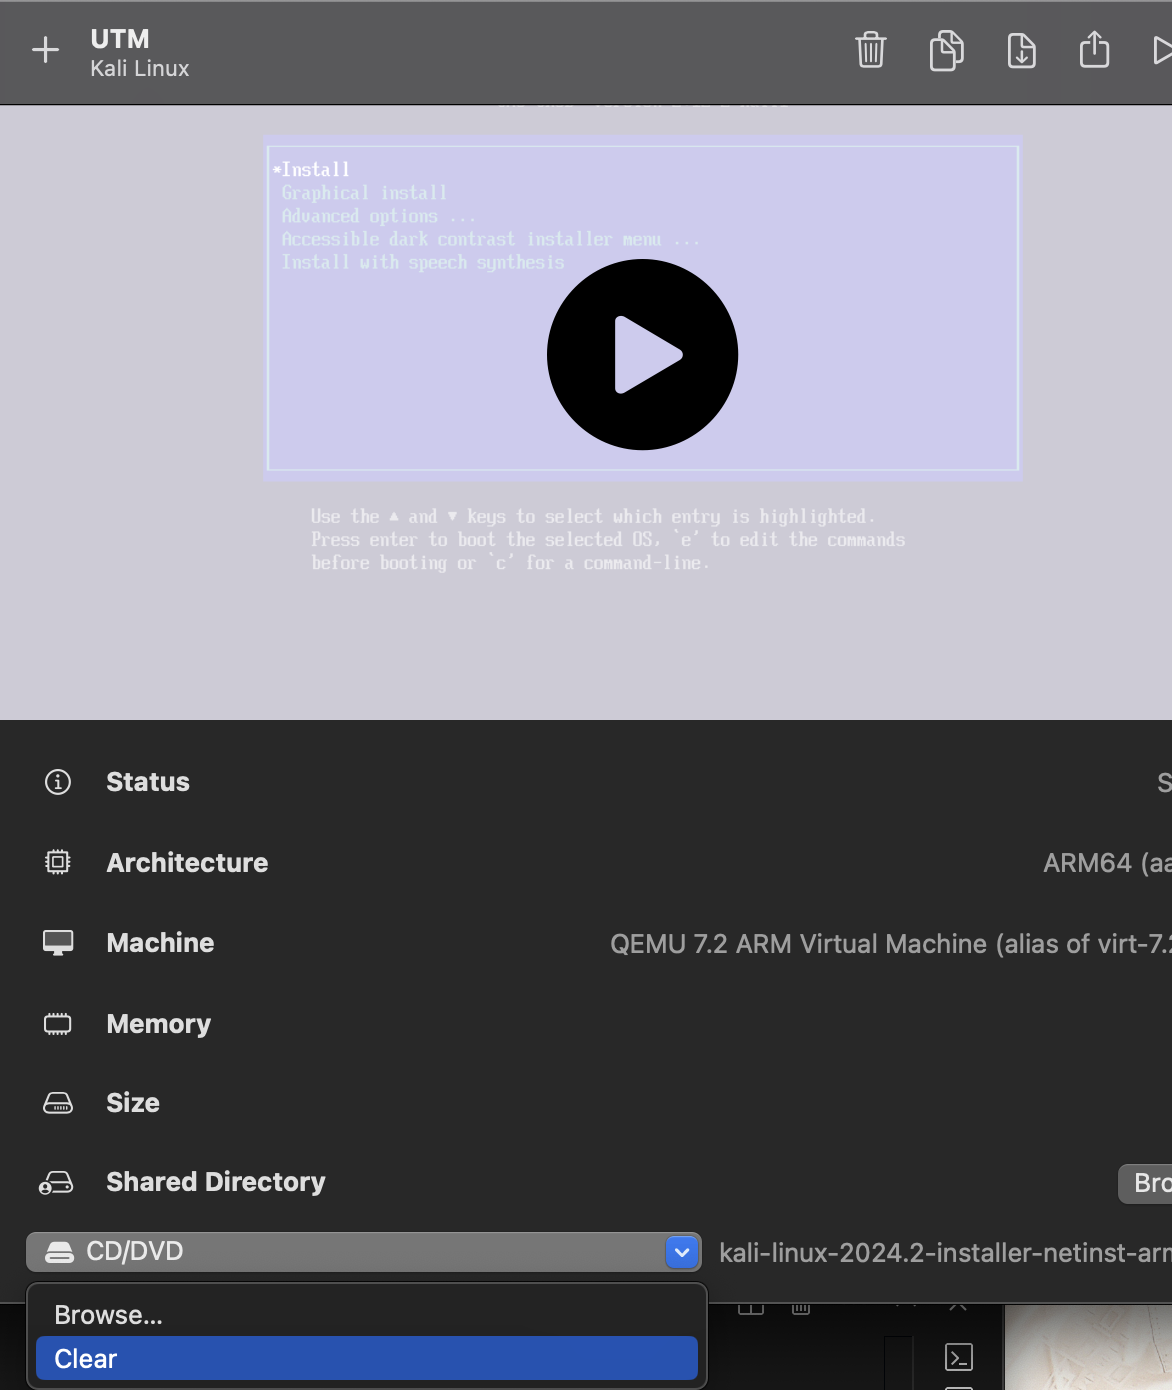 UTM
Kali Linux
*Install
Graphical install
Advanced options ...
Accessible dark contrast installer menu ...
Install with speech synthesis
Use the ▲ and ▼ keys to select which entry is highlighted.
Press enter to boot the selected OS, `e' to edit the commands
before booting or `c' for a command-line.
Status
Architecture
ARM64 (aa
Machine
QEMU 7.2 ARM Virtual Machine (alias of virt-7.2
Memory
Size
Shared Directory
Bro
CD/DVD
kali-linux-2024.2-installer-netinst-arm
Browse...
Clear